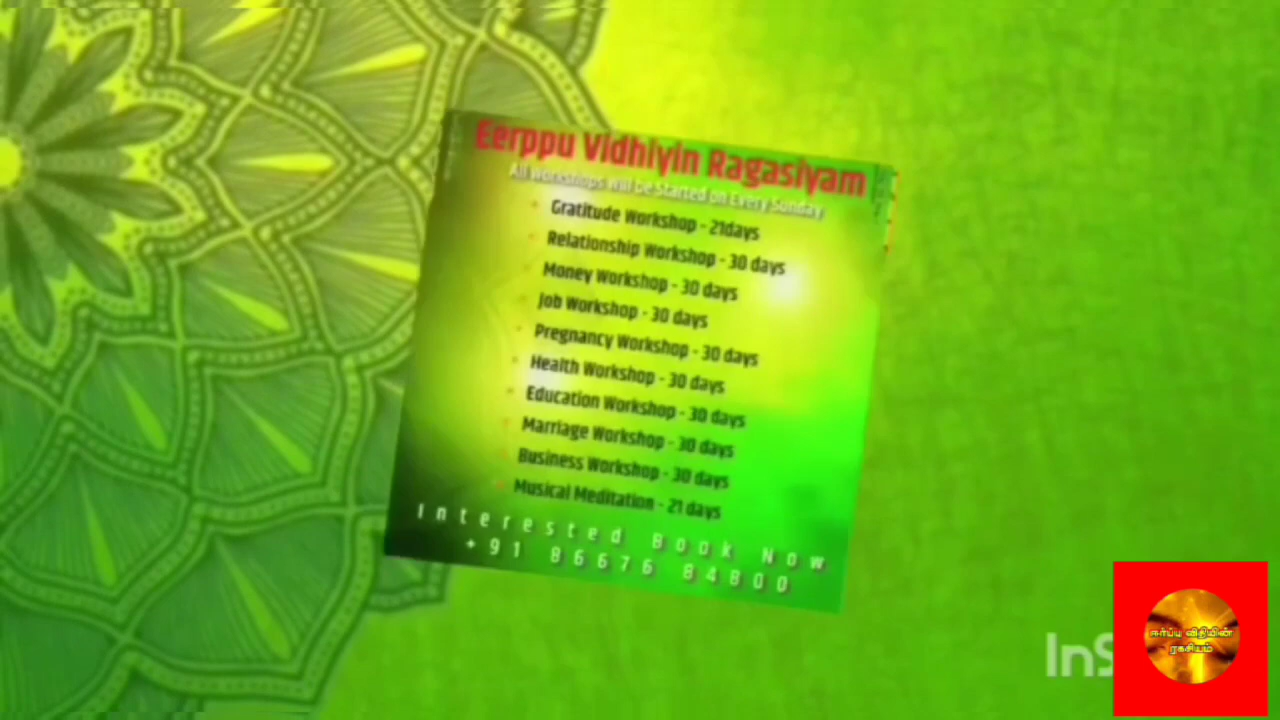 Eerppu Vidhiyin Ragasiyam
All Workshops Will be Started on Every Sunday
Gratitude Workshop - 21days
Relationship Workshop - 30 days
Money Workshop - 30 days
Job Workshop - 30 days
Pregnancy Workshop - 30 days
Health Workshop - 30 days
Education Workshop - 30 days
Marriage Workshop - 30 days
Business Workshop - 30 days
Musical Meditation - 21 days
Interested Book Now
+91 86676 84800
InS
ஈர்ப்பு விதியின்
ரகசியம்